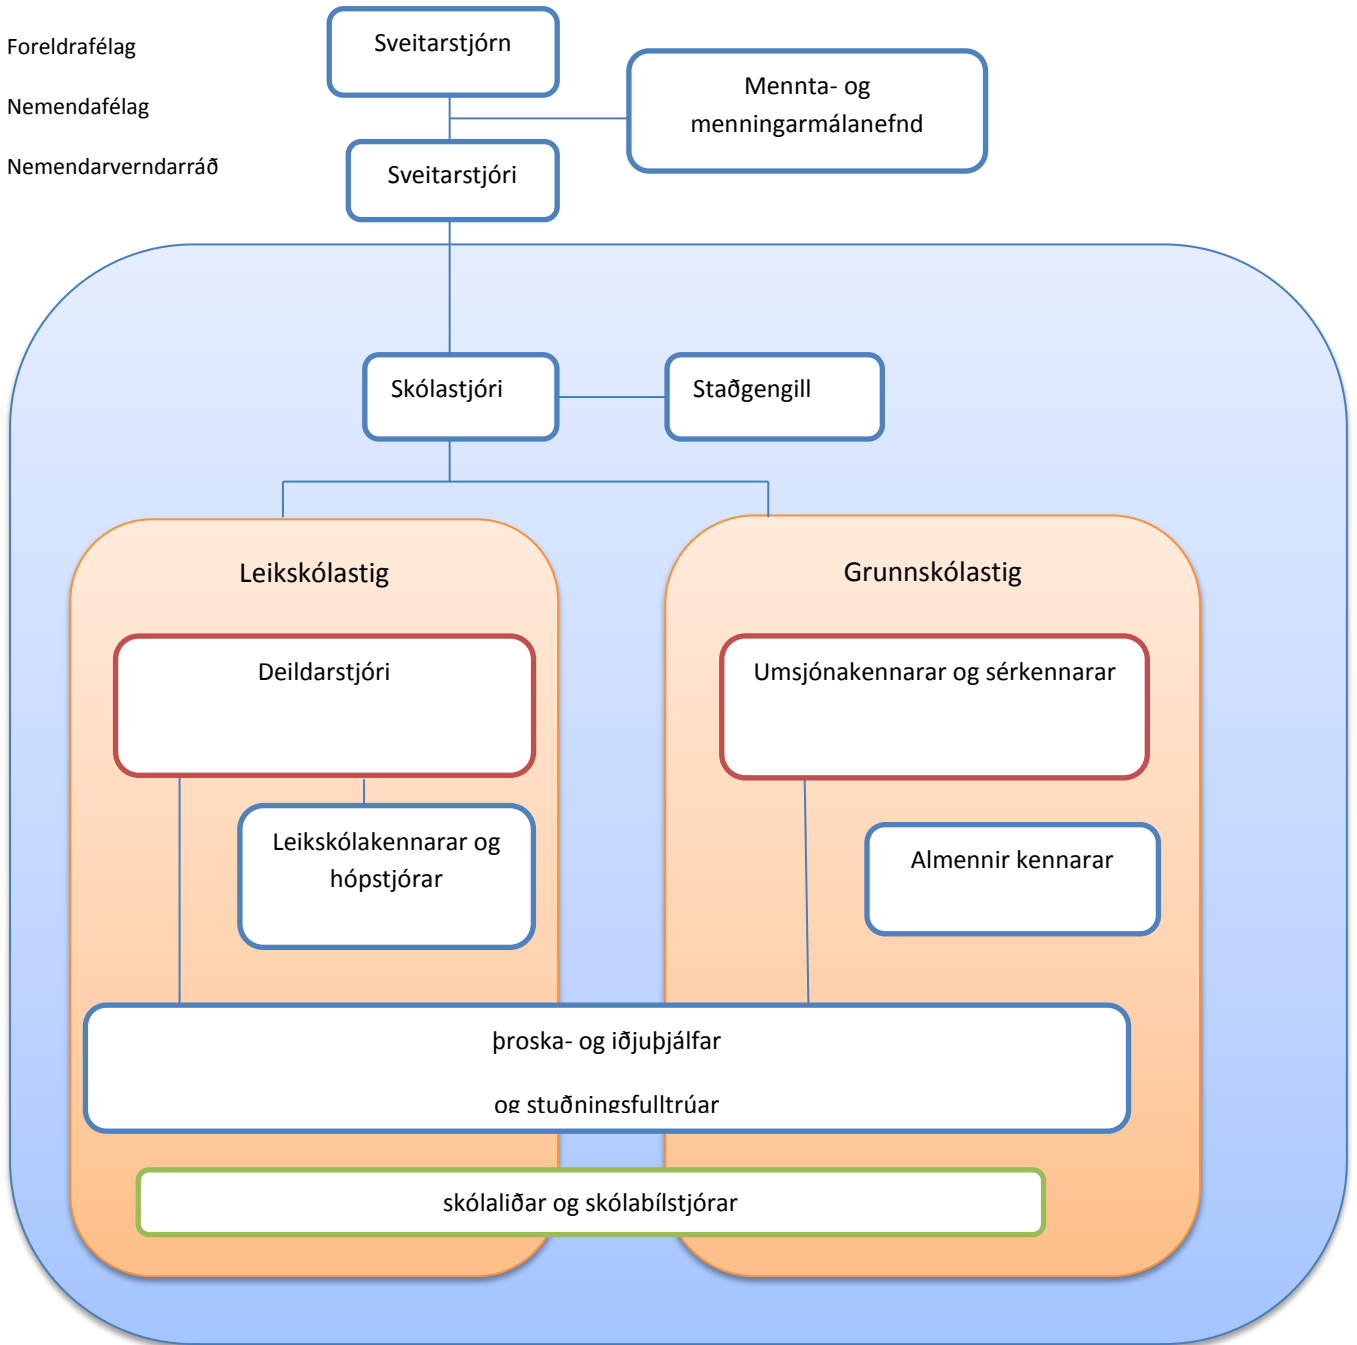 Foreldrafélag
Nemendafélag
Nemendarverndarráð
Sveitarstjórn
Mennta- og
menningarmálanefnd
Sveitarstjóri
Skólastjóri
Staðgengill
Leikskólastig
Grunnskólastig
Deildarstjóri
Umsjónakennarar og sérkennarar
Leikskólakennarar og
hópstjórar
Almennir kennarar
þroska- og iðjuþjálfar
og stuðningsfulltrúar
skólaliðar og skólabílstjórar